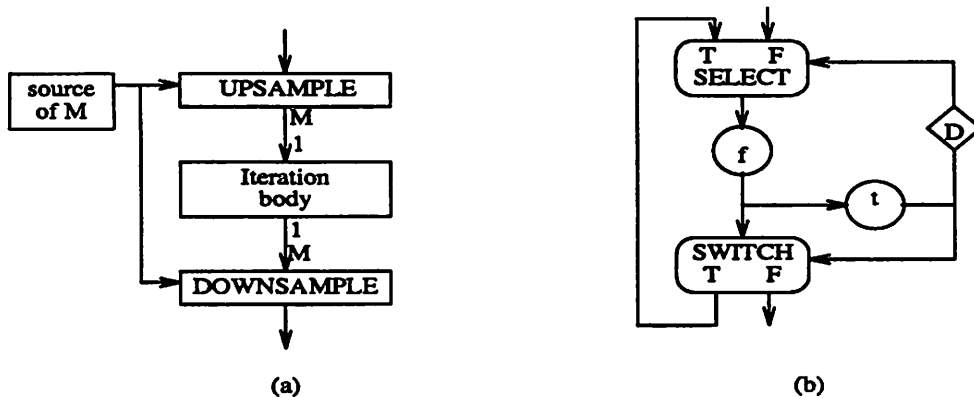 source
of M
UPSAMPLE
M
1
Iteration
body
1
M
DOWNSAMPLE
(a)
T F
SELECT
f
D
t
SWITCH
T F
(b)